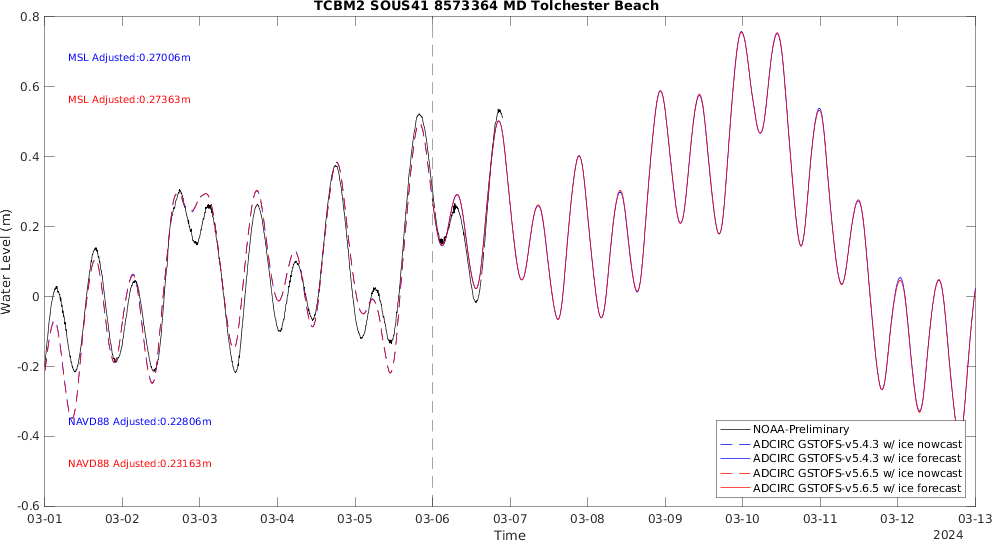 TCBM2 SOUS41 8573364 MD Tolchester Beach
Water Level (m)
0.8
0.6
0.4
0.2
0
-0.2
-0.4
-0.6
MSL Adjusted:0.27006m
MSL Adjusted:0.27363m
NAVD88 Adjusted:0.22806m
NAVD88 Adjusted:0.23163m
NOAA-Preliminary
ADCIRC GSTOFS-v5.4.3 w/ ice nowcast
ADCIRC GSTOFS-v5.4.3 w/ ice forecast
ADCIRC GSTOFS-v5.6.5 w/ ice nowcast
ADCIRC GSTOFS-v5.6.5 w/ ice forecast
03-01 03-02 03-03 03-04 03-05 03-06 03-07 03-08 03-09 03-10 03-11 03-12 03-13
Time
2024